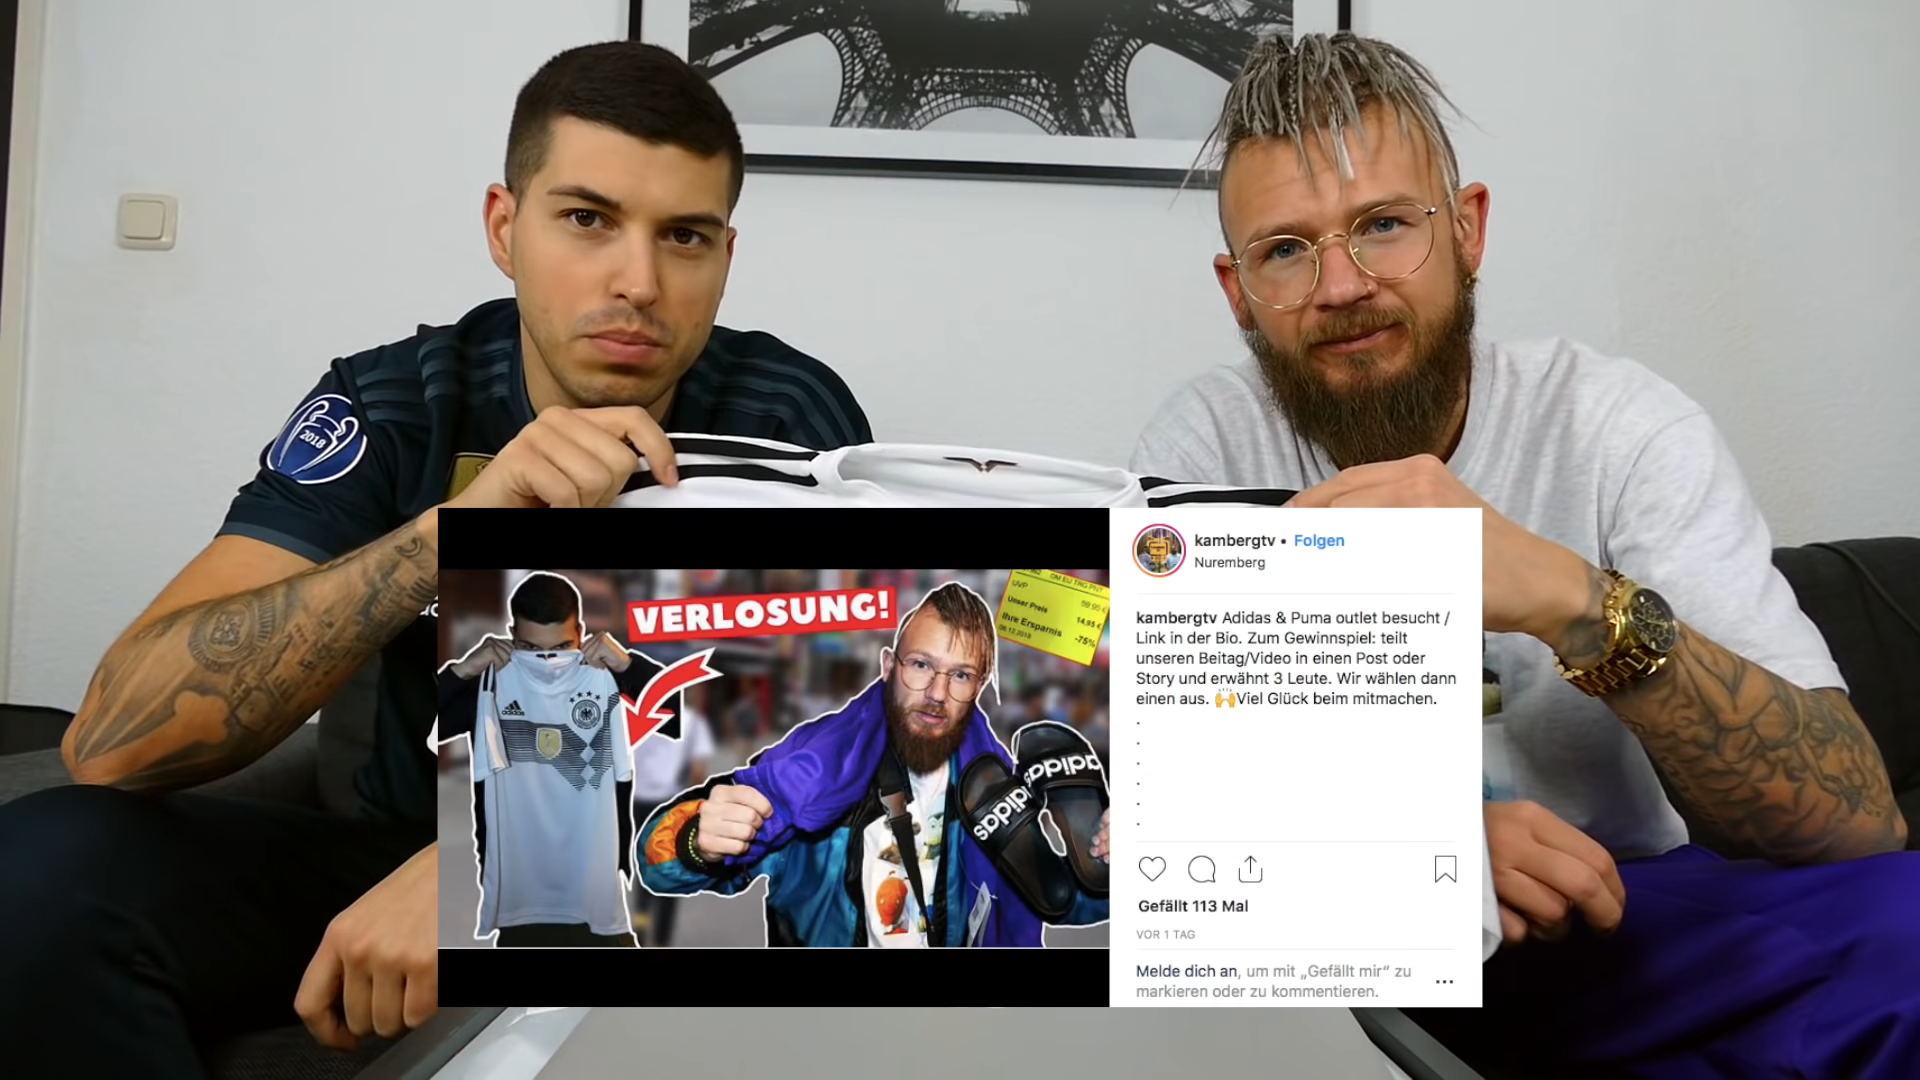 2018
VERLOSUNG!
UVP
Unser Preis
14,95 €
Ihre Ersparnis
-75%
adidas
adidas
adidas
kambergtv • Folgen
Nuremberg
kambergtv Adidas & Puma outlet besucht /
Link in der Bio. Zum Gewinnspiel: teilt
unseren Beitag/Video in einen Post oder
Story und erwähnt 3 Leute. Wir wählen dann
einen aus. 🙌Viel Glück beim mitmachen.
.
.
.
.
.
.
Gefällt 113 Mal
VOR 1 TAG
Melde dich an, um mit „Gefällt mir“ zu
markieren oder zu kommentieren.